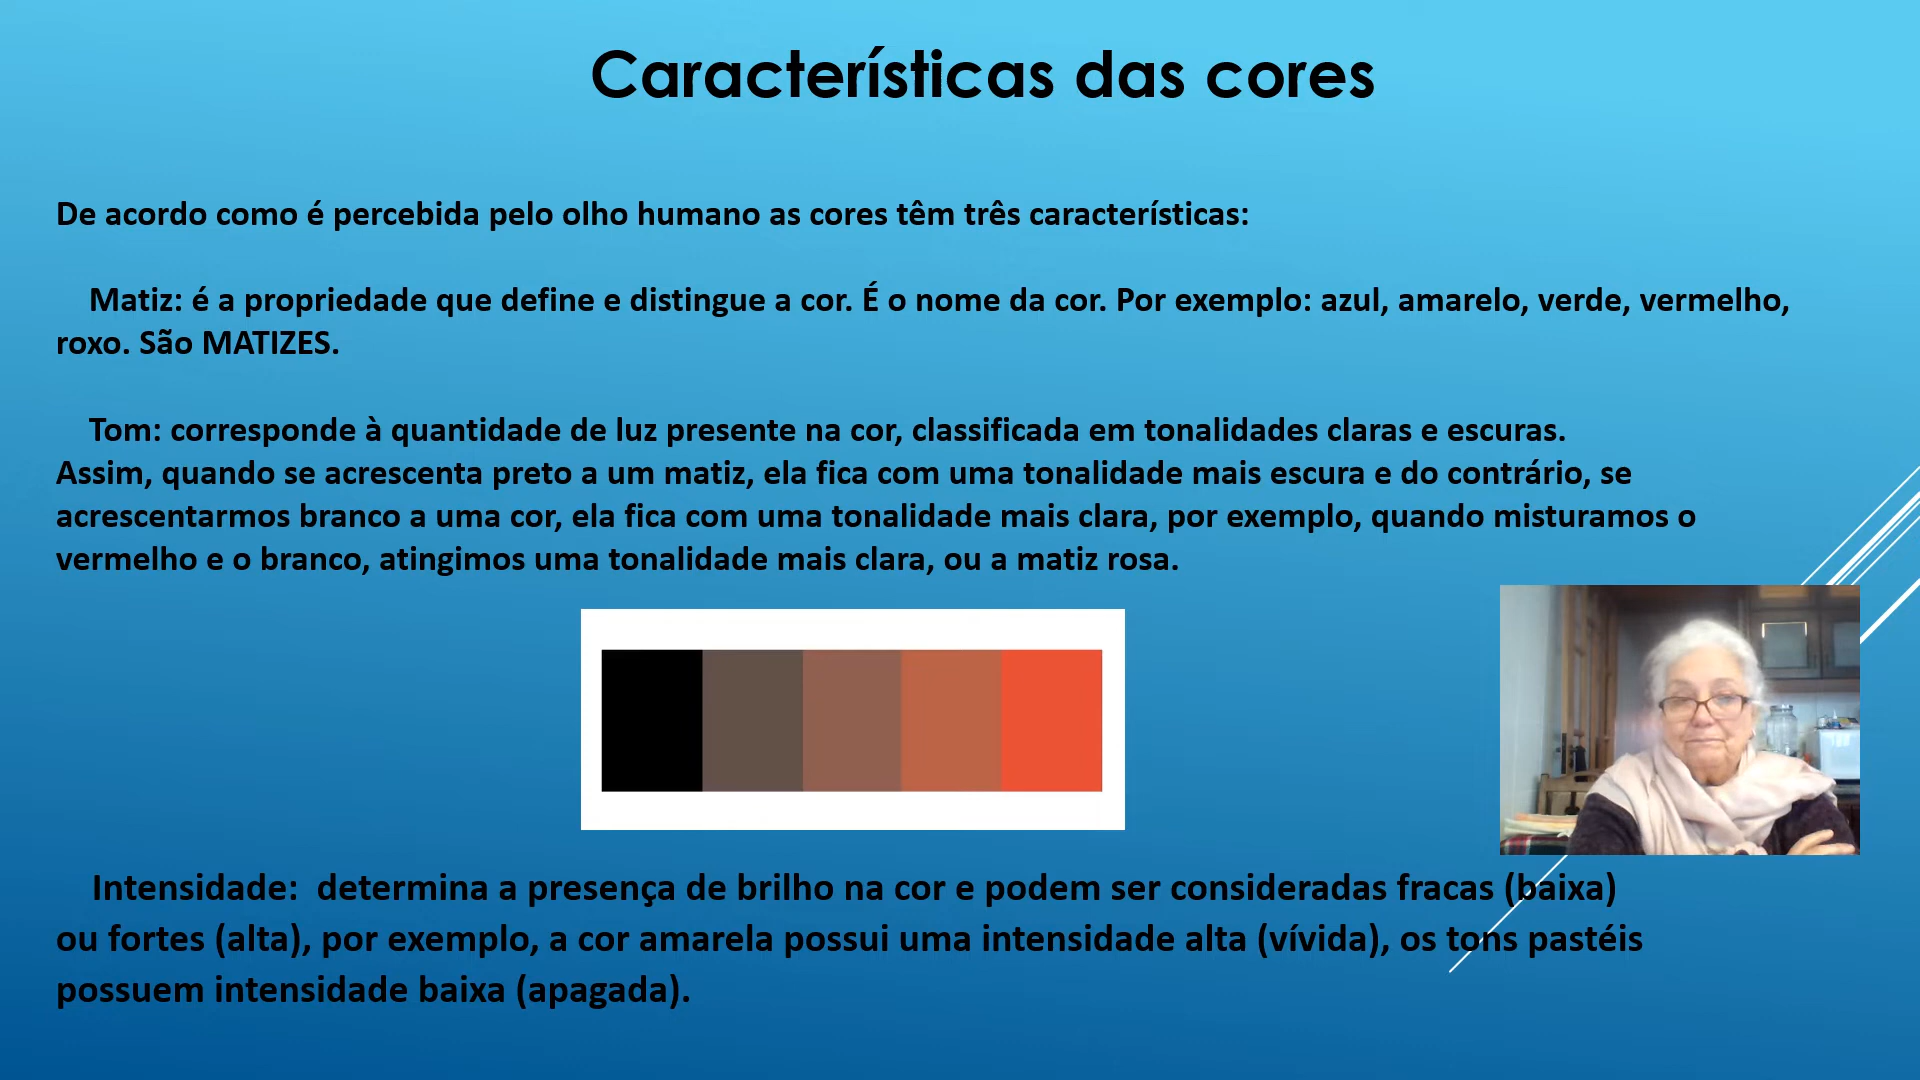 Características das cores
De acordo como é percebida pelo olho humano as cores têm três características:
Matiz: é a propriedade que define e distingue a cor. É o nome da cor. Por exemplo: azul, amarelo, verde, vermelho,
roxo. São MATIZES.
Tom: corresponde à quantidade de luz presente na cor, classificada em tonalidades claras e escuras.
Assim, quando se acrescenta preto a um matiz, ela fica com uma tonalidade mais escura e do contrário, se
acrescentarmos branco a uma cor, ela fica com uma tonalidade mais clara, por exemplo, quando misturamos o
vermelho e o branco, atingimos uma tonalidade mais clara, ou a matiz rosa.
Intensidade: determina a presença de brilho na cor e podem ser consideradas fracas (baixa)
ou fortes (alta), por exemplo, a cor amarela possui uma intensidade alta (vívida), os tons pastéis
possuem intensidade baixa (apagada).